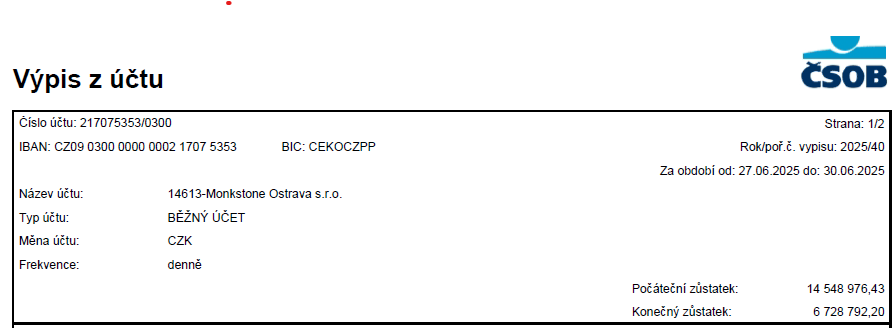 ČSOB
Výpis z účtu
Číslo účtu: 217075353/0300 Strana: 1/2
IBAN: CZ09 0300 0000 0002 1707 5353 BIC: CEKOCZPP Rok/poř.č. výpisu: 2025/40
Za období od: 27.06.2025 do: 30.06.2025
Název účtu: 14613-Monkstone Ostrava s.r.o.
Typ účtu: BĚŽNÝ ÚČET
Měna účtu: CZK
Frekvence: denně
Počáteční zůstatek: 14 548 976,43
Konečný zůstatek: 6 728 792,20